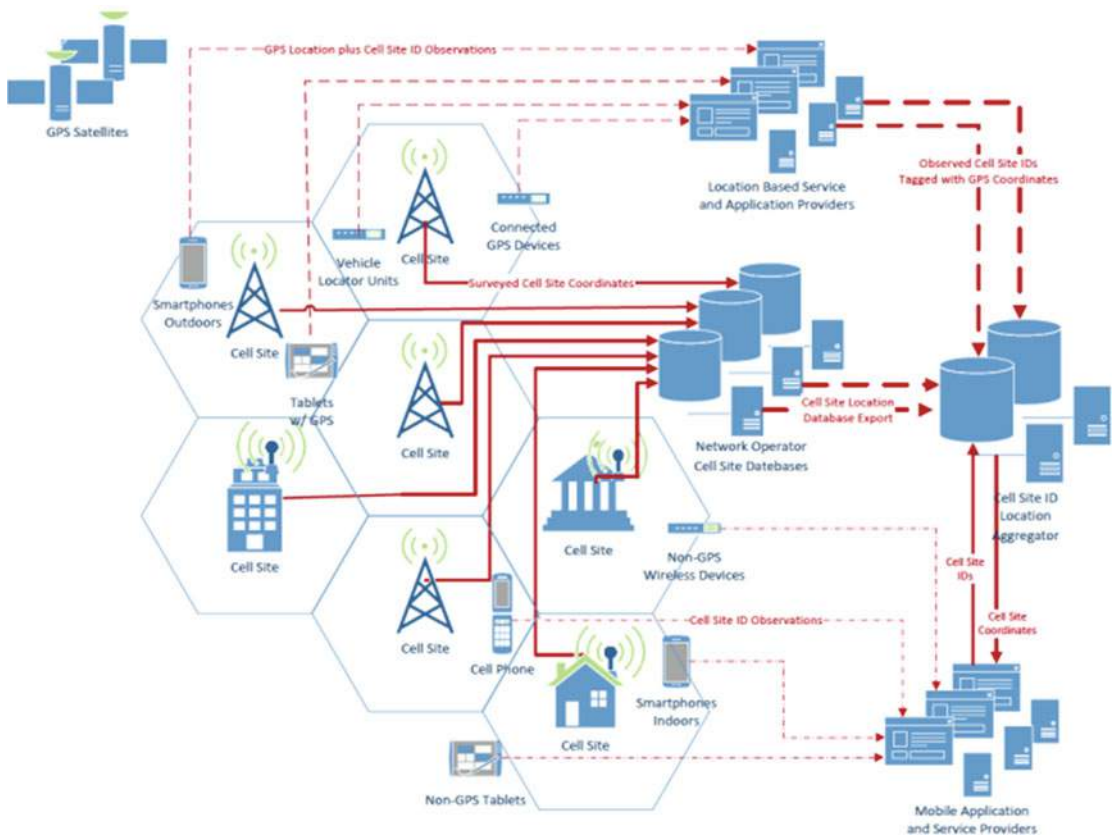 GPS Location plus Cell Site ID Observations
GPS Satellites
Observed Cell Site IDs
Tagged with GPS Coordinates
Location Based Service
and Application Providers
Connected
GPS Devices
Vehicle
Locator Units
Cell Site
Surveyed Cell Site Coordinates
Smartphones
Outdoors
Cell Site
Tablets
w/ GPS
Cell Site
Cell Site Location
Database Export
Network Operator
Cell Site Datebases
Cell Site ID
Location
Aggregator
Cell Site
Cell Site
Non-GPS
Wireless Devices
Cell Site
IDs
Cell Site
Coordinates
Cell Site
Cell Site ID Observations
Cell Phone
Smartphones
Indoors
Cell Site
Non-GPS Tablets
Mobile Application
and Service Providers